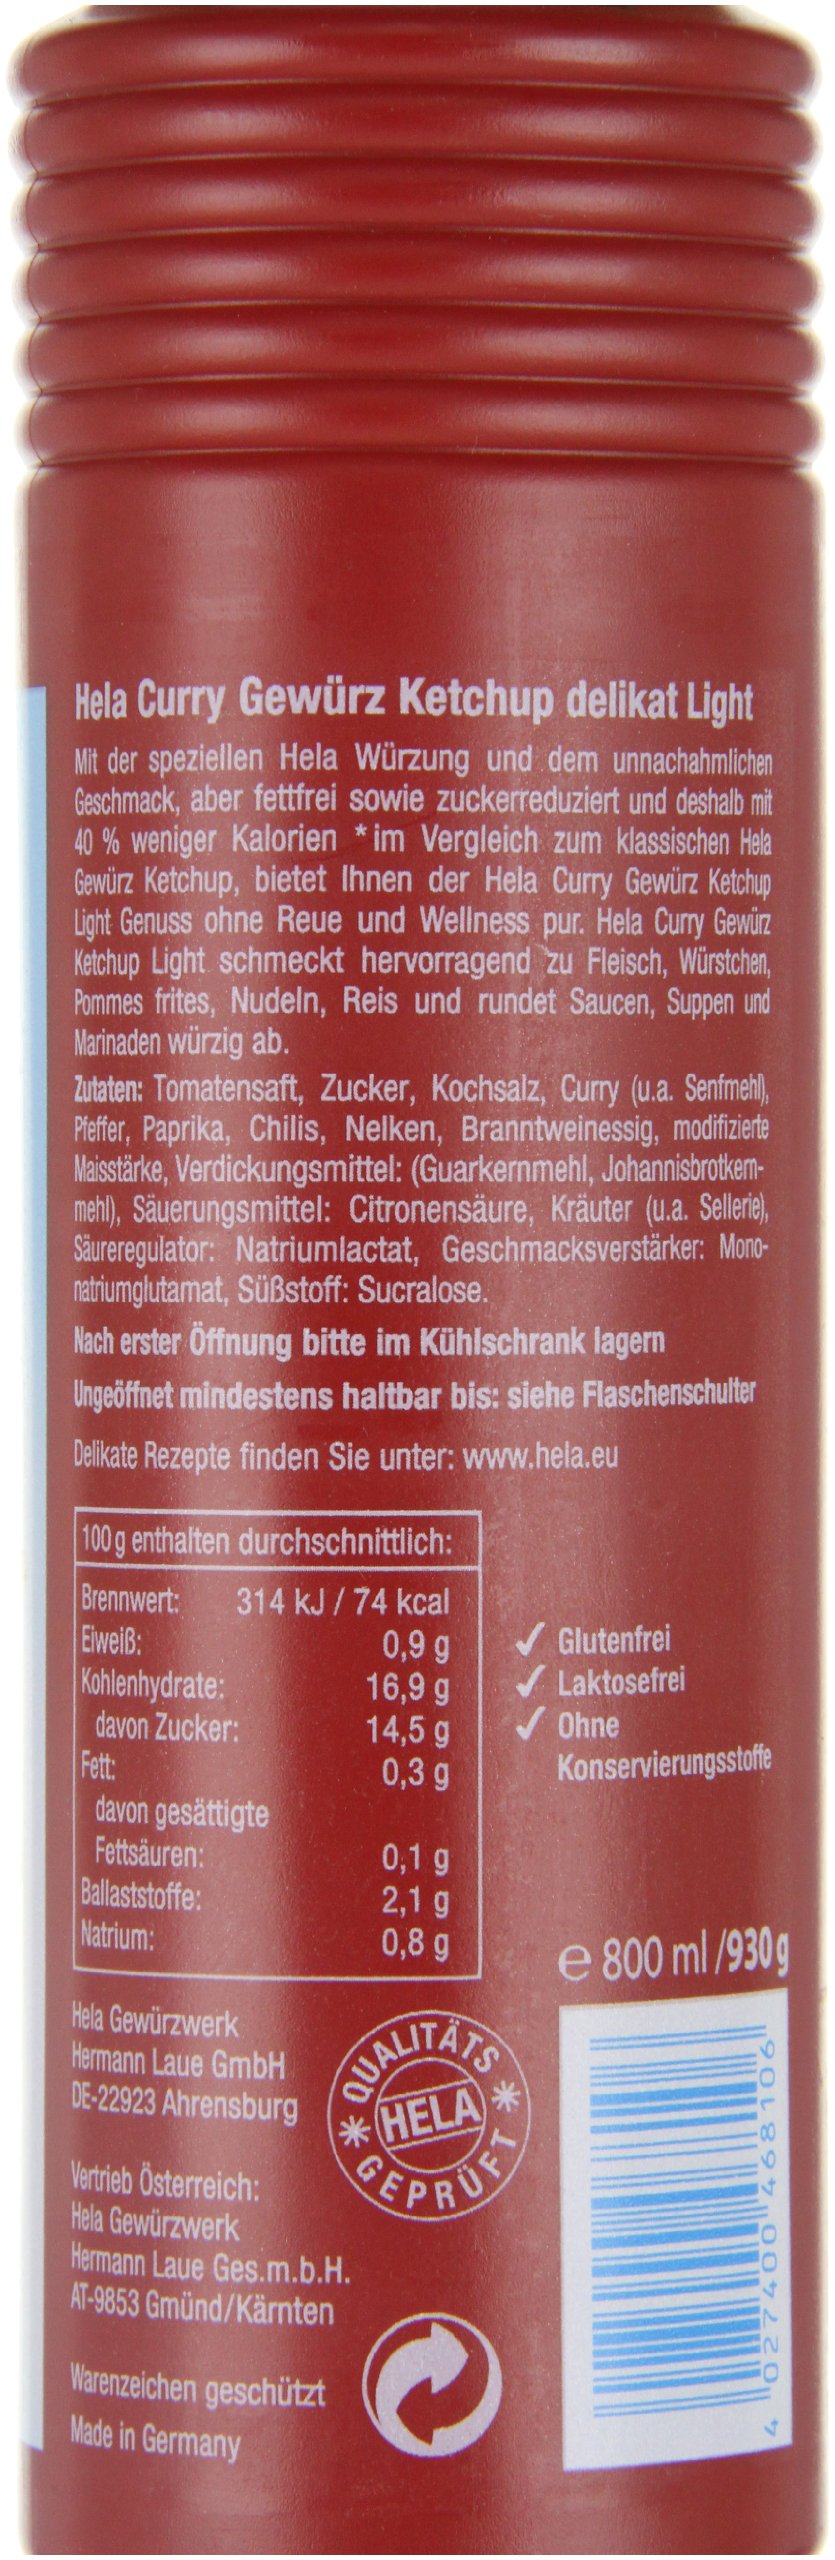 Hela Curry Gewürz Ketchup delikat Light
Mit der speziellen Hela Würzung und dem unnachahmlichen
Geschmack, aber fettfrei sowie zuckerreduziert und deshalb mit
40 % weniger Kalorien * im Vergleich zum klassischen Hela
Gewürz Ketchup, bietet Ihnen der Hela Curry Gewürz Ketchup
Light Genuss ohne Reue und Wellness pur. Hela Curry Gewürz
Ketchup Light schmeckt hervorragend zu Fleisch, Würstchen,
Pommes frites, Nudeln, Reis und rundet Saucen, Suppen und
Marinaden würzig ab.
Zutaten: Tomatensaft, Zucker, Kochsalz, Curry (u.a. Senfmehl),
Pfeffer, Paprika, Chilis, Nelken, Branntweinessig, modifizierte
Maisstärke, Verdickungsmittel: (Guarkernmehl, Johannisbrotkern-
mehl), Säuerungsmittel: Citronensäure, Kräuter (u.a. Sellerie),
Säureregulator: Natriumlactat, Geschmacksverstärker: Mono-
natriumglutamat, Süßstoff: Sucralose.
Nach erster Öffnung bitte im Kühlschrank lagern
Ungeöffnet mindestens haltbar bis: siehe Flaschenschulter
Delikate Rezepte finden Sie unter: www.hela.eu
100 g enthalten durchschnittlich:
Brennwert: 314 kJ / 74 kcal
Eiweiß: 0,9 g
Kohlenhydrate: 16,9 g
davon Zucker: 14,5 g
Fett: 0,3 g
davon gesättigte
Fettsäuren: 0,1 g
Ballaststoffe: 2,1 g
Natrium: 0,8 g
✓ Glutenfrei
✓ Laktosefrei
✓ Ohne
Konservierungsstoffe
e 800 ml /930 g
Hela Gewürzwerk
Hermann Laue GmbH
DE-22923 Ahrensburg
QUALITÄTS
HELA
GEPRÜFT
Vertrieb Österreich:
Hela Gewürzwerk
Hermann Laue Ges.m.b.H.
AT-9853 Gmünd/Kärnten
Warenzeichen geschützt
Made in Germany
4 027400 468106